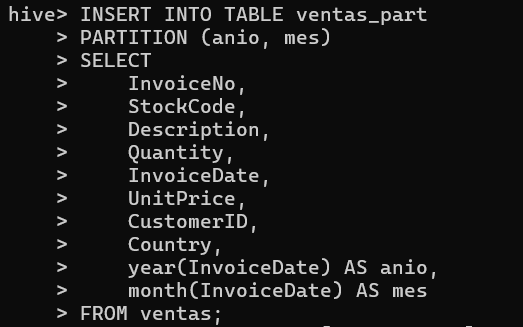 hive> INSERT INTO TABLE ventas_part
    > PARTITION (anio, mes)
    > SELECT
    >     InvoiceNo,
    >     StockCode,
    >     Description,
    >     Quantity,
    >     InvoiceDate,
    >     UnitPrice,
    >     CustomerID,
    >     Country,
    >     year(InvoiceDate) AS anio,
    >     month(InvoiceDate) AS mes
    > FROM ventas;